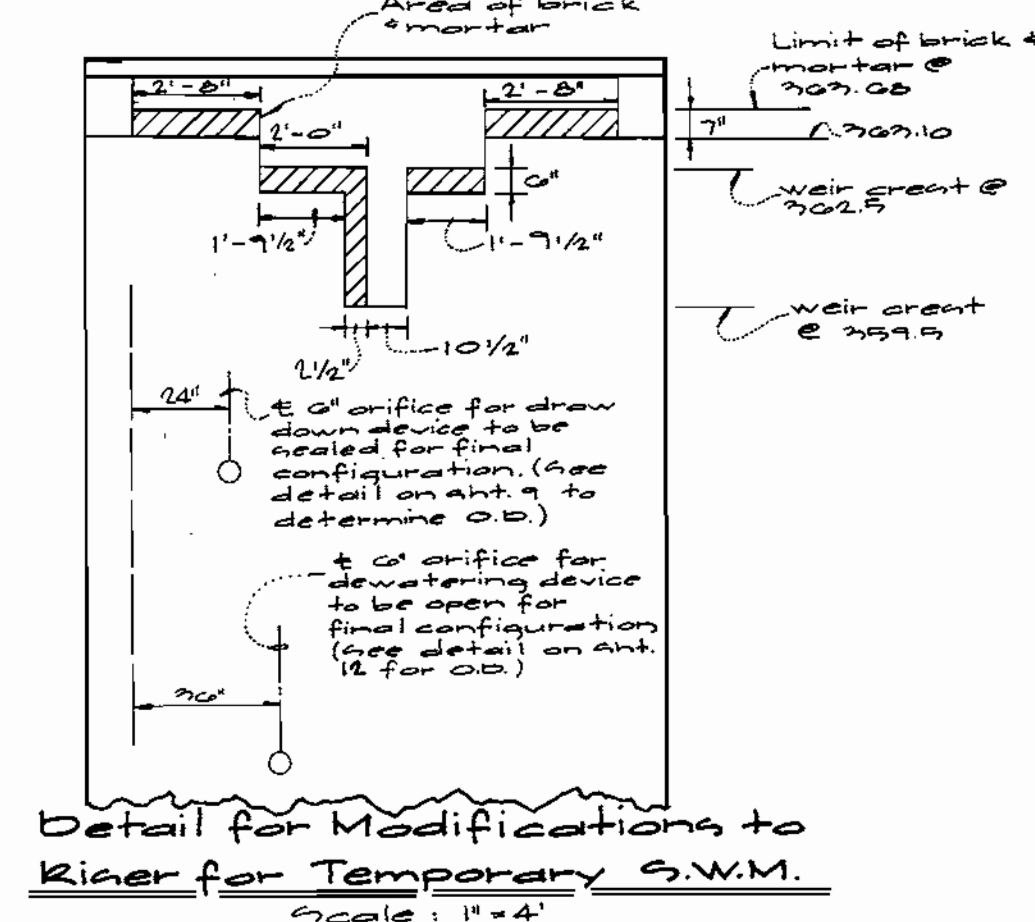 Area of brick
& mortar
Limit of brick &
mortar @
363.68
2'-8"
2'-8"
7"
363.10
2'-0"
6"
weir crest @
362.5
1'-9 1/2"
1'-9 1/2"
weir crest
@ 359.5
10 1/2"
2 1/2"
24"
℄ 6" orifice for draw
down device to be
sealed for final
configuration. (See
detail on sht. 9 to
determine O.D.)
℄ 6" orifice for
dewatering device
to be open for
final configuration
(See detail on sht.
12 for O.D.)
36"
Detail for Modifications to
Riser for Temporary S.W.M.
Scale: 1" = 4'